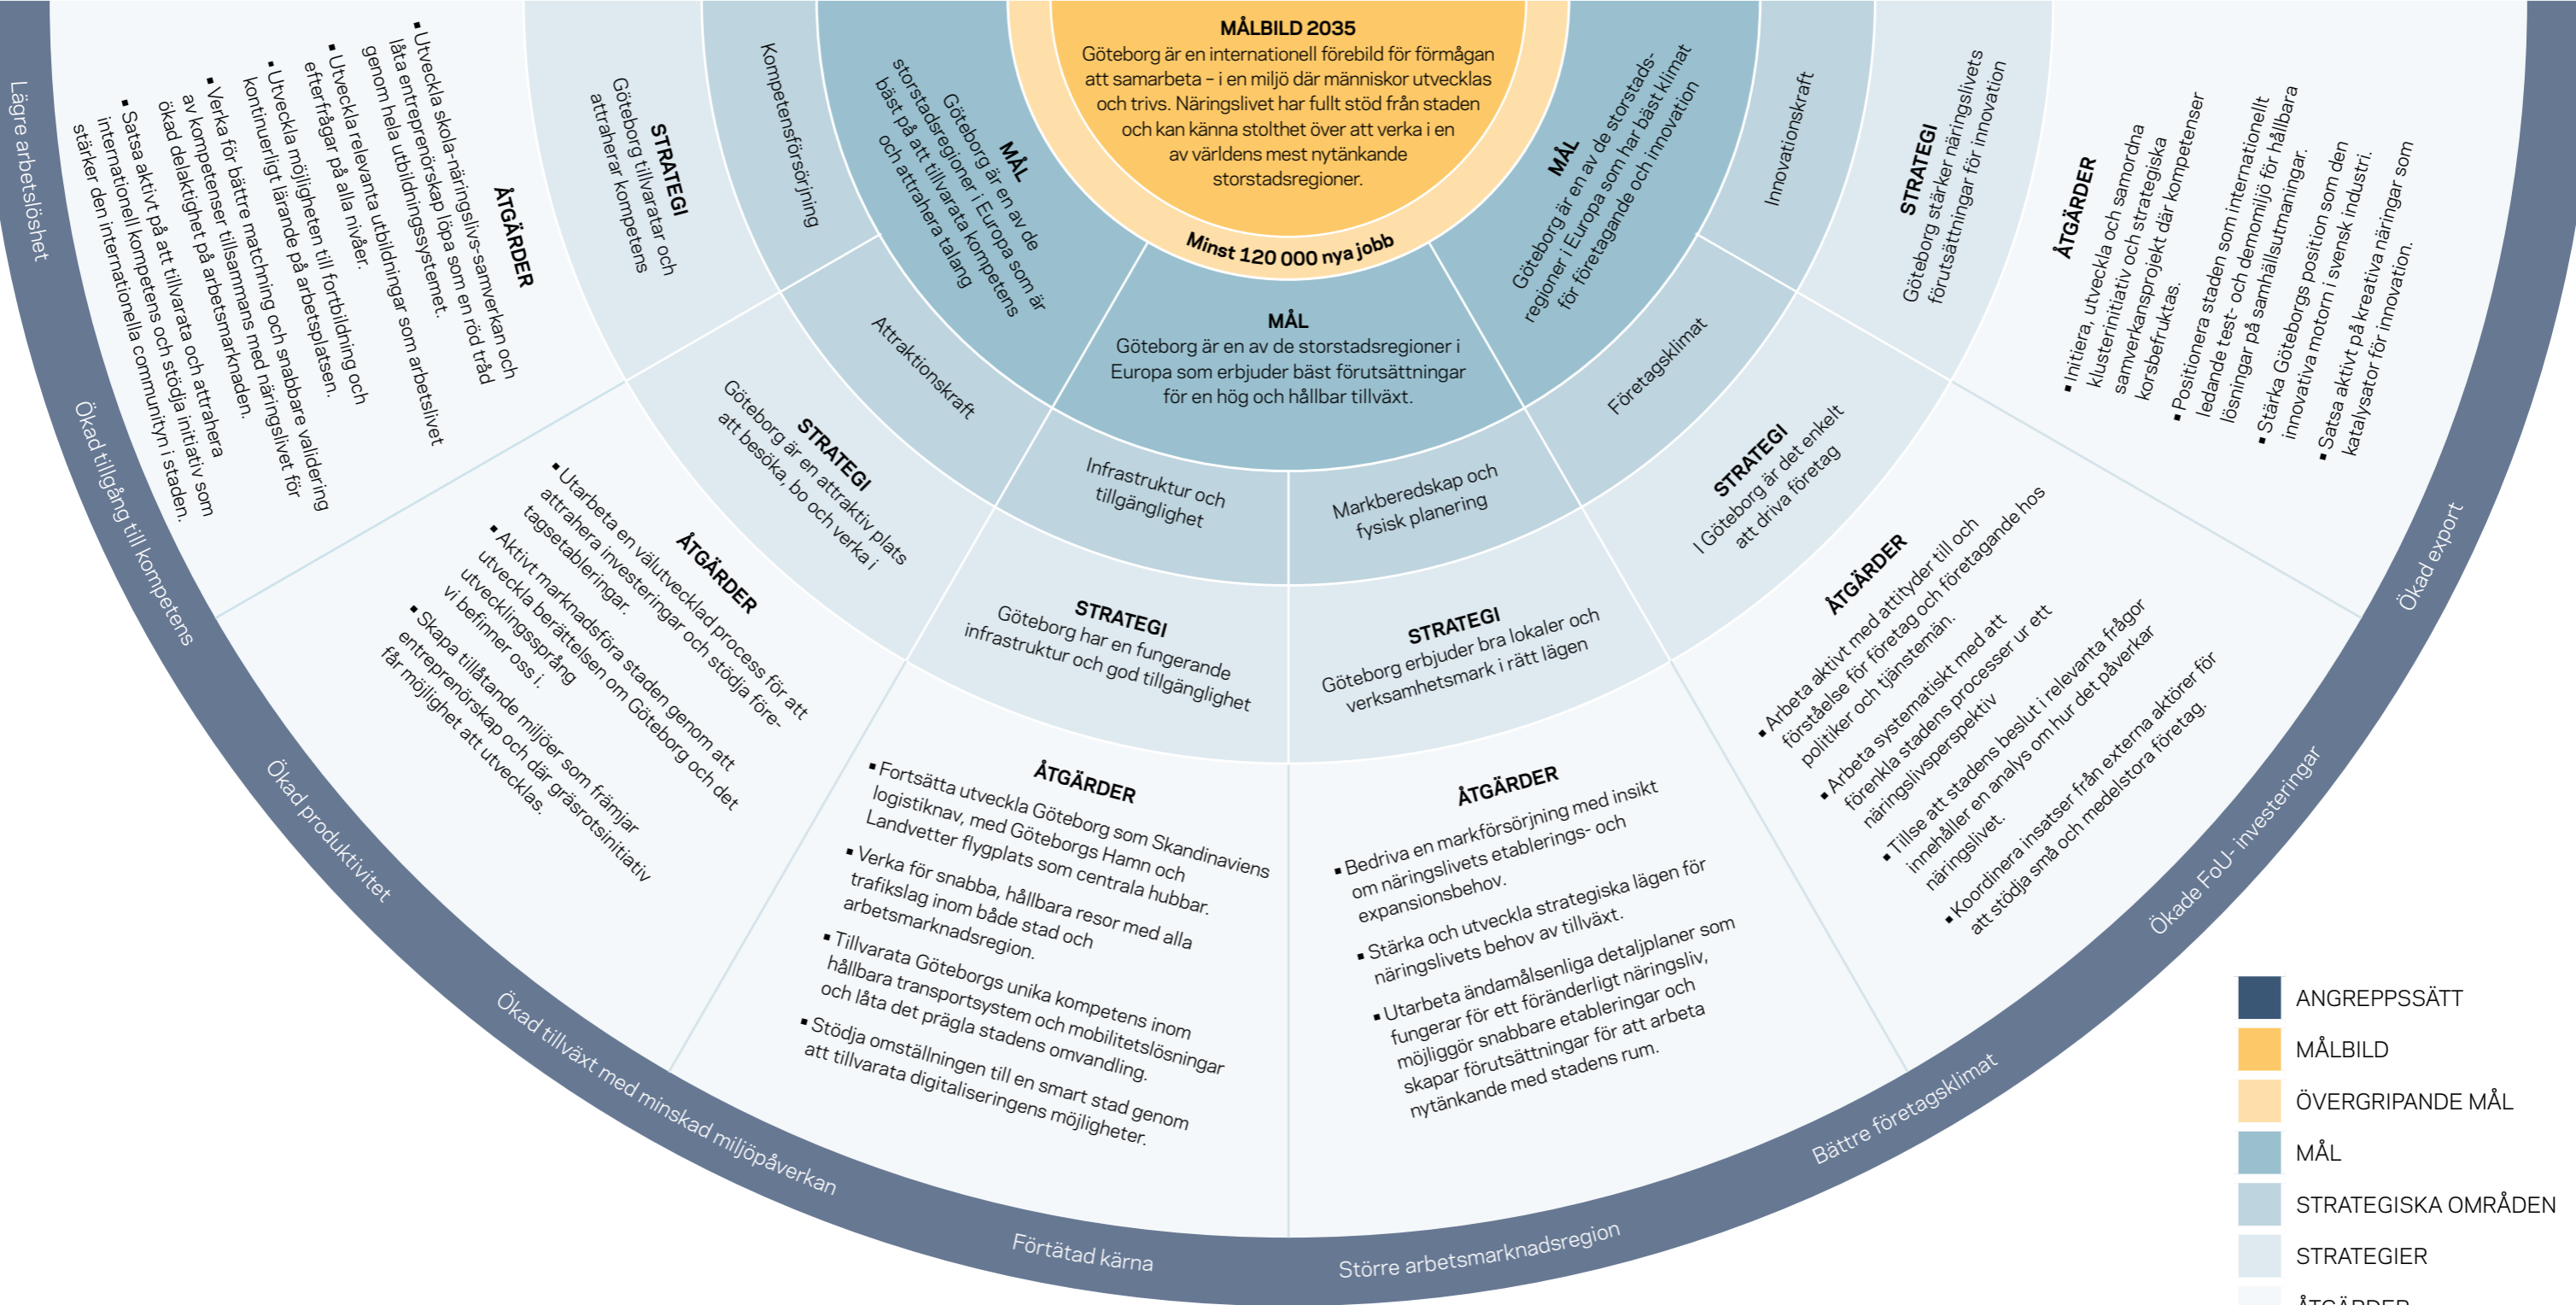 MÅLBILD 2035
Göteborg är en internationell förebild för förmågan
att samarbeta – i en miljö där människor utvecklas
och trivs. Näringslivet har fullt stöd från staden
och kan känna stolthet över att verka i en
av världens mest nytänkande
storstadsregioner.
Minst 120 000 nya jobb
MÅL
Göteborg är en av de
storstadsregioner i Europa som är
bäst på att tillvarata kompetens
och attrahera talang
MÅL
Göteborg är en av de storstadsregioner i
Europa som erbjuder bäst förutsättningar
för en hög och hållbar tillväxt.
MÅL
Göteborg är en av de storstads-
regioner i Europa som har bäst klimat
för företagande och innovation
Kompetensförsörjning
Attraktionskraft
Infrastruktur och
tillgänglighet
Markberedskap och
fysisk planering
Företagsklimat
Innovationskraft
STRATEGI
Göteborg tillvaratar och
attraherar kompetens
STRATEGI
Göteborg är en attraktiv plats
att besöka, bo och verka i
STRATEGI
Göteborg har en fungerande
infrastruktur och god tillgänglighet
STRATEGI
Göteborg erbjuder bra lokaler och
verksamhetsmark i rätt lägen
STRATEGI
I Göteborg är det enkelt
att driva företag
STRATEGI
Göteborg stärker näringslivets
förutsättningar för innovation
ÅTGÄRDER
▪ Utveckla skola-näringslivs-samverkan och
låta entreprenörskap löpa som en röd tråd
genom hela utbildningssystemet.
▪ Utveckla relevanta utbildningar som arbetslivet
efterfrågar på alla nivåer.
▪ Utveckla möjligheten till fortbildning och
kontinuerligt lärande på arbetsplatsen.
▪ Verka för bättre matchning och snabbare validering
av kompetenser tillsammans med näringslivet för
ökad delaktighet på arbetsmarknaden.
▪ Satsa aktivt på att tillvarata och attrahera
internationell kompetens och stödja initiativ som
stärker den internationella communityn i staden.
ÅTGÄRDER
▪ Utarbeta en välutvecklad process för att
attrahera investeringar och stödja före-
tagsetableringar.
▪ Aktivt marknadsföra staden genom att
utveckla berättelsen om Göteborg och det
utvecklingssprång
vi befinner oss i.
▪ Skapa tillåtande miljöer som främjar
entreprenörskap och där gräsrotsinitiativ
får möjlighet att utvecklas.
ÅTGÄRDER
▪ Fortsätta utveckla Göteborg som Skandinaviens
logistiknav, med Göteborgs Hamn och
Landvetter flygplats som centrala hubbar.
▪ Verka för snabba, hållbara resor med alla
trafikslag inom både stad och
arbetsmarknadsregion.
▪ Tillvarata Göteborgs unika kompetens inom
hållbara transportsystem och mobilitetslösningar
och låta det prägla stadens omvandling.
▪ Stödja omställningen till en smart stad genom
att tillvarata digitaliseringens möjligheter.
ÅTGÄRDER
▪ Bedriva en markförsörjning med insikt
om näringslivets etablerings- och
expansionsbehov.
▪ Stärka och utveckla strategiska lägen för
näringslivets behov av tillväxt.
▪ Utarbeta ändamålsenliga detaljplaner som
fungerar för ett föränderligt näringsliv,
möjliggör snabbare etableringar och
skapar förutsättningar för att arbeta
nytänkande med stadens rum.
ÅTGÄRDER
▪ Arbeta aktivt med attityder till och
förståelse för företag och företagande hos
politiker och tjänstemän.
▪ Arbeta systematiskt med att
förenkla stadens processer ur ett
näringslivsperspektiv
▪ Tillse att stadens beslut i relevanta frågor
innehåller en analys om hur det påverkar
näringslivet.
▪ Koordinera insatser från externa aktörer för
att stödja små och medelstora företag.
ÅTGÄRDER
▪ Initiera, utveckla och samordna
klusterinitiativ och strategiska
samverkansprojekt där kompetenser
korsbefruktas.
▪ Positionera staden som internationellt
ledande test- och demomiljö för hållbara
lösningar på samhällsutmaningar.
▪ Stärka Göteborgs position som den
innovativa motorn i svensk industri.
▪ Satsa aktivt på kreativa näringar som
katalysator för innovation.
Lägre arbetslöshet
Ökad tillgång till kompetens
Ökad produktivitet
Ökad tillväxt med minskad miljöpåverkan
Förtätad kärna
Större arbetsmarknadsregion
Bättre företagsklimat
Ökade FoU- investeringar
Ökad export
ANGREPPSSÄTT
MÅLBILD
ÖVERGRIPANDE MÅL
MÅL
STRATEGISKA OMRÅDEN
STRATEGIER
ÅTGÄRDER